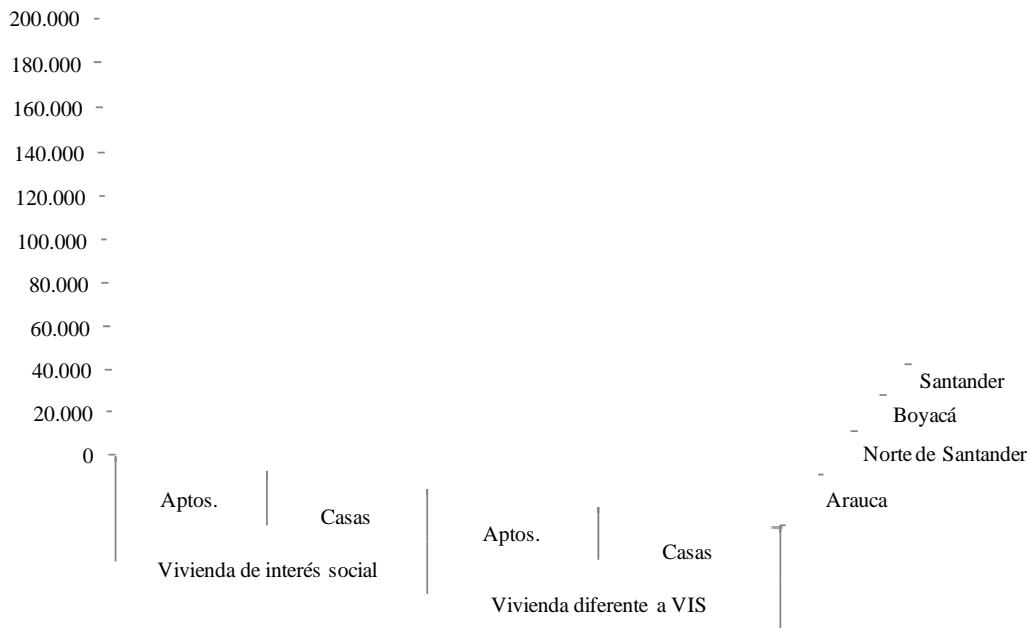 200.000
180.000
160.000
140.000
120.000
100.000
80.000
60.000
40.000
20.000
0
Santander
Boyacá
Norte de Santander
Arauca
Aptos.
Casas
Aptos.
Casas
Vivienda de interés social
Vivienda diferente a VIS